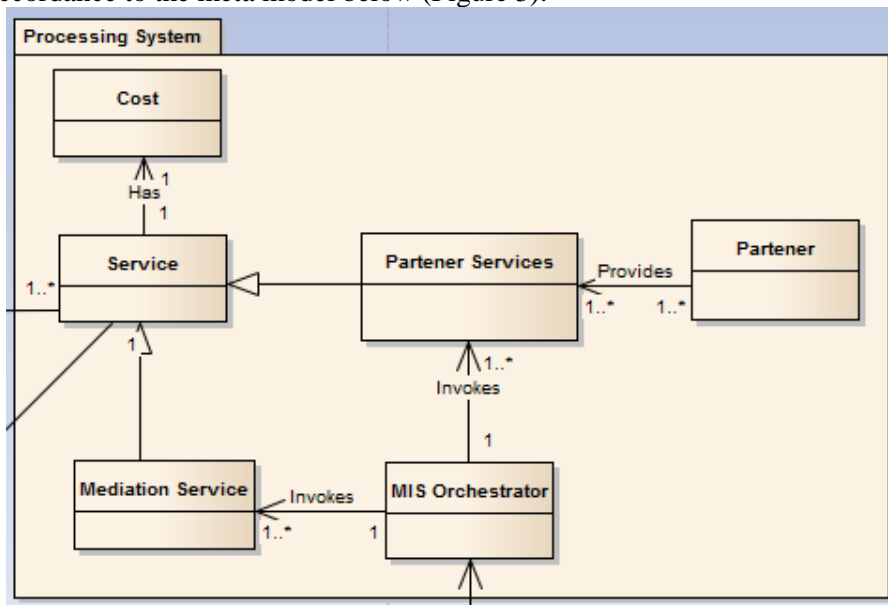 ccordance to the meta model below (Figure 3).
Processing System
Cost
1
Has
1
Service
Partener Services
Partener
Provides
1..*
1..*
1..*
1
1..*
Invokes
1
Mediation Service
MIS Orchestrator
Invokes
1..*
1